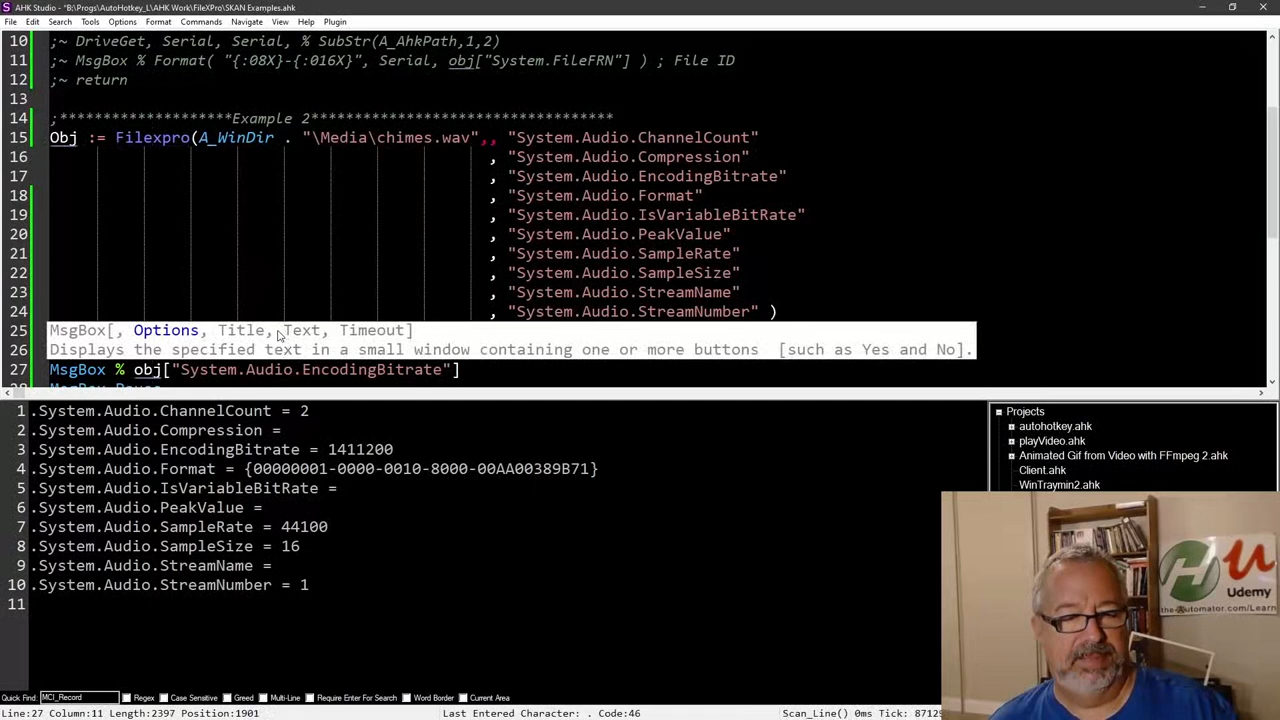 AHK Studio - *B:\Progs\AutoHotkey_L\AHK Work\FileXPro\SKAN Examples.ahk
File Edit Search Tools Options Format Commands Navigate View Help Plugin
10 ;~ DriveGet, Serial, Serial, % SubStr(A_AhkPath,1,2)
11 ;~ MsgBox % Format( "{:08X}-{:016X}", Serial, obj["System.FileFRN"] ) ; File ID
12 ;~ return
13
14 ;********************Example 2***********************************
15 Obj := Filexpro(A_WinDir . "\Media\chimes.wav",, "System.Audio.ChannelCount"
16 , "System.Audio.Compression"
17 , "System.Audio.EncodingBitrate"
18 , "System.Audio.Format"
19 , "System.Audio.IsVariableBitRate"
20 , "System.Audio.PeakValue"
21 , "System.Audio.SampleRate"
22 , "System.Audio.SampleSize"
23 , "System.Audio.StreamName"
24 , "System.Audio.StreamNumber" )
25 MsgBox[, Options, Title, Text, Timeout]
26 Displays the specified text in a small window containing one or more buttons [such as Yes and No].
27 MsgBox % obj["System.Audio.EncodingBitrate"]
1 .System.Audio.ChannelCount = 2
2 .System.Audio.Compression =
3 .System.Audio.EncodingBitrate = 1411200
4 .System.Audio.Format = {00000001-0000-0010-8000-00AA00389B71}
5 .System.Audio.IsVariableBitRate =
6 .System.Audio.PeakValue =
7 .System.Audio.SampleRate = 44100
8 .System.Audio.SampleSize = 16
9 .System.Audio.StreamName =
10 .System.Audio.StreamNumber = 1
11
Projects
autohotkey.ahk
playVideo.ahk
Animated Gif from Video with FFmpeg 2.ahk
Client.ahk
WinTraymin2.ahk
H U
Udemy
the-Automator.com/Learn
Quick Find: MCI_Record Regex Case Sensitive Greed Multi-Line Require Enter For Search Word Border Current Area
Line:27 Column:11 Length:2397 Position:1901 Last Entered Character: . Code:46 Scan_Line() 0ms Tick: 87129